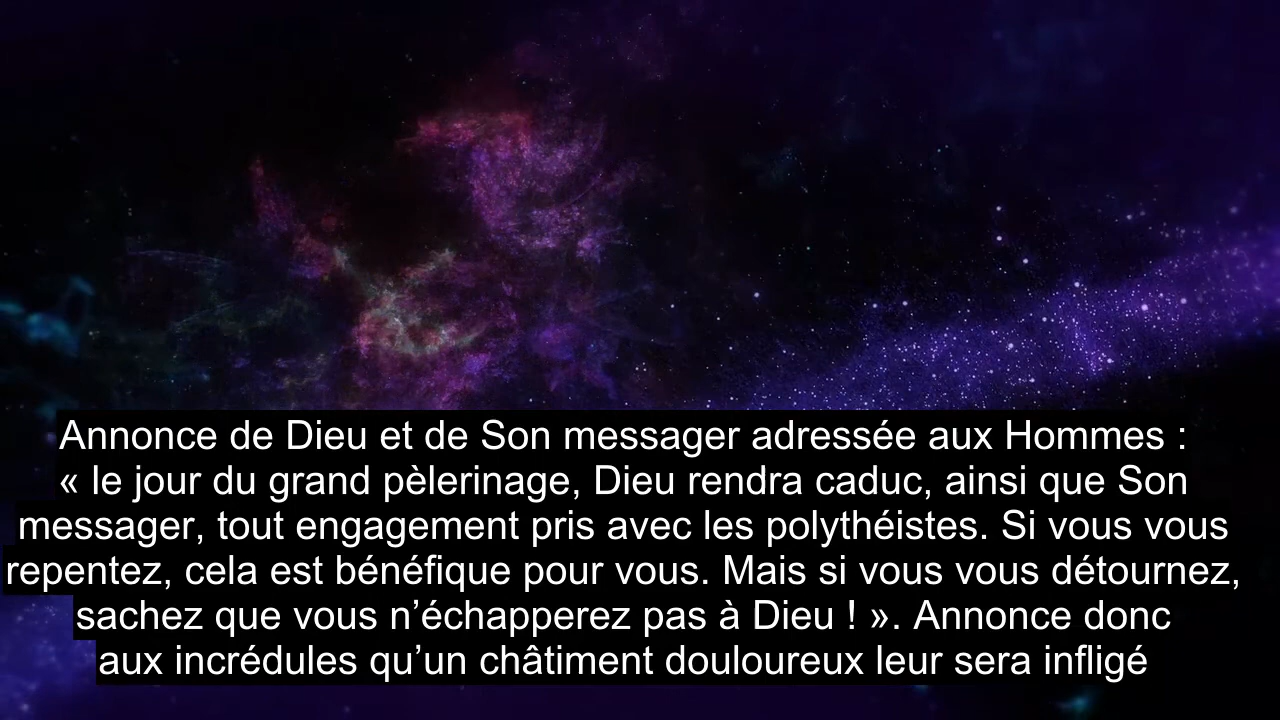 Annonce de Dieu et de Son messager adressée aux Hommes :
« le jour du grand pèlerinage, Dieu rendra caduc, ainsi que Son
messager, tout engagement pris avec les polythéistes. Si vous vous
repentez, cela est bénéfique pour vous. Mais si vous vous détournez,
sachez que vous n’échapperez pas à Dieu ! ». Annonce donc
aux incrédules qu’un châtiment douloureux leur sera infligé